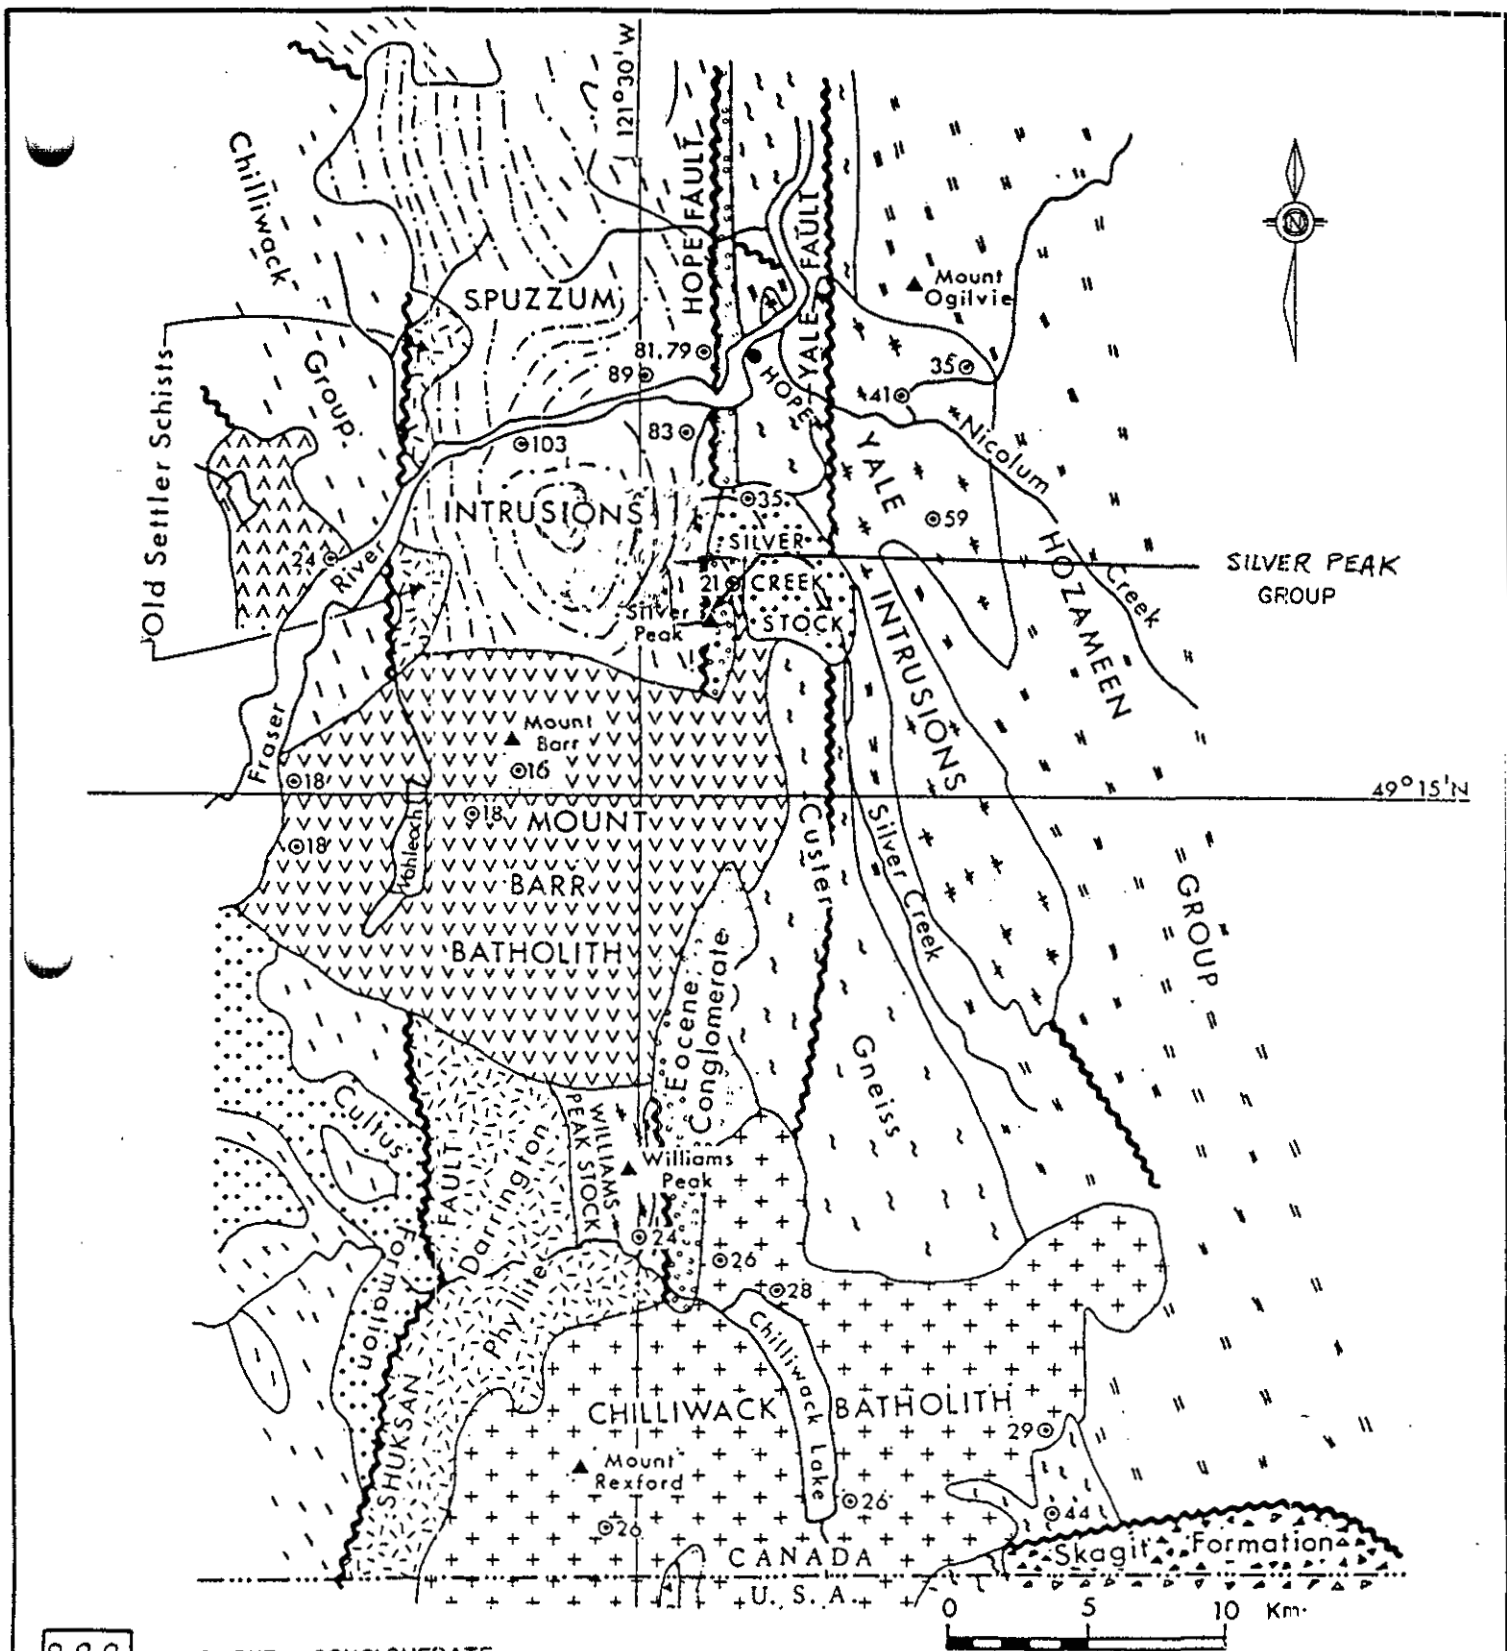 121°30'W
Chilliwack
Group
HOPE FAULT
YALE FAULT
Mount
Ogilvie
N
SPUZZUM
INTRUSIONS
81.79
89
103
83
HOPE
35
41
Nicolum
Creek
Old Settler Schists
24
River
Fraser
35
SILVER
CREEK
STOCK
21
Silver
Peak
YALE
INTRUSIONS
59
HOZAMEEN
GROUP
SILVER PEAK
GROUP
Mount
Barr
16
18
18
18
49°15'N
Wahleach L
MOUNT
BARR
BATHOLITH
Custer
Gneiss
Silver Creek
Eocene
Conglomerate
Cultus
Formation
SHUKSAN
FAULT
Darrington
Phyllite
WILLIAMS
PEAK STOCK
Williams
Peak
24
26
28
Chilliwack Lake
CHILLIWACK BATHOLITH
29
Mount
Rexford
26
26
44
Skagit Formation
CANADA
U. S. A.
0 5 10 Km.
CONGLOMERATE